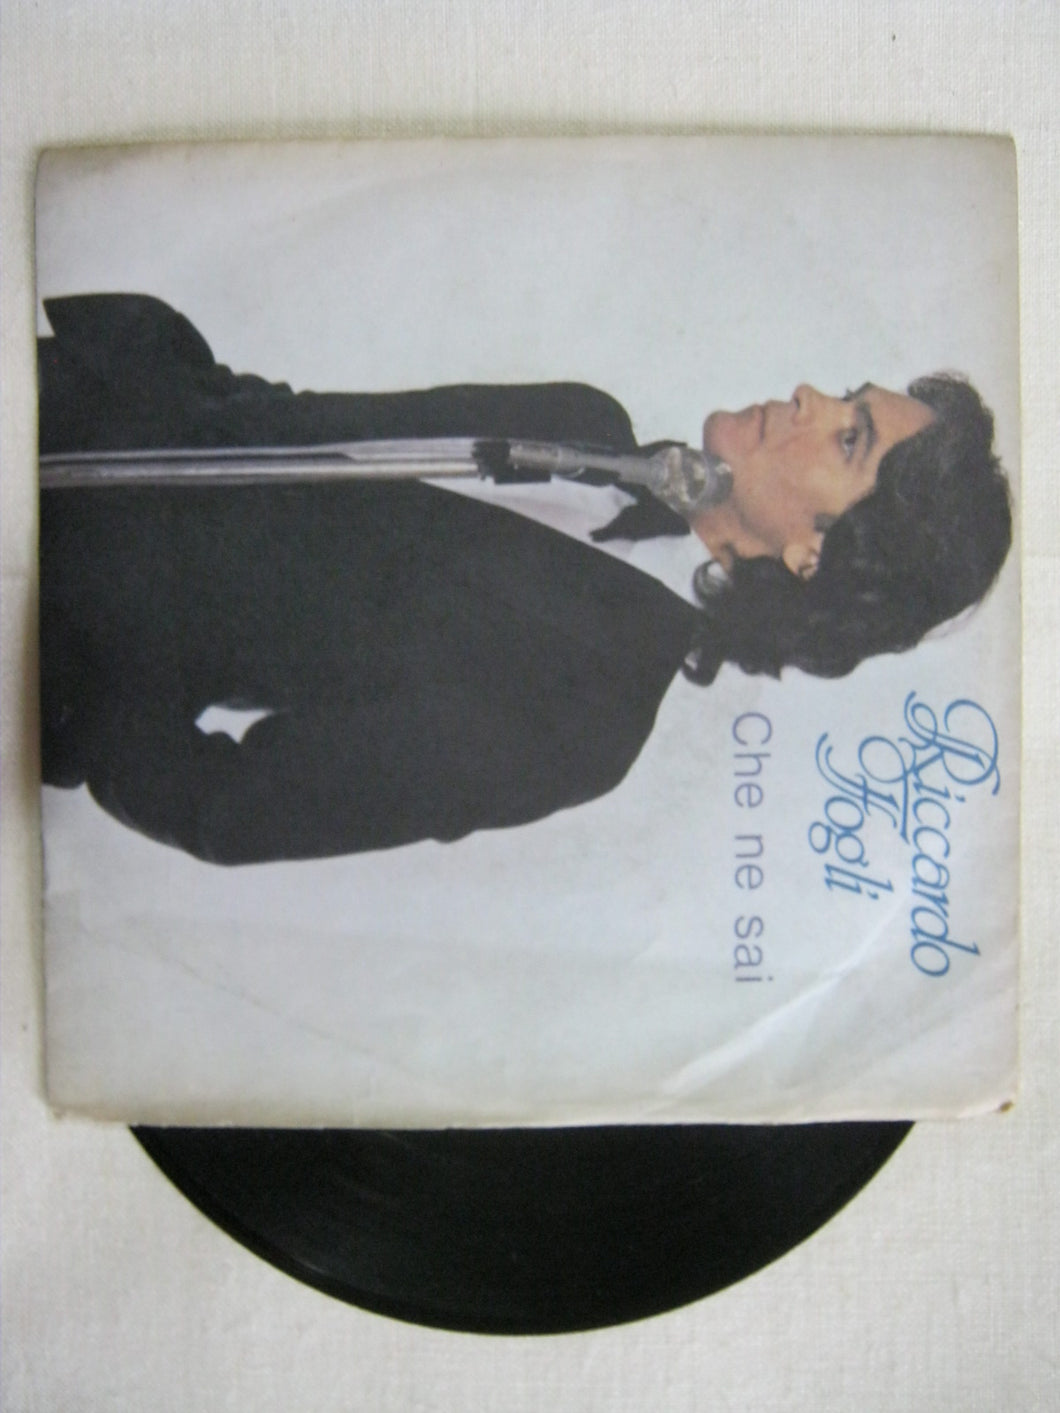 Riccardo
Fogli
Che ne sai